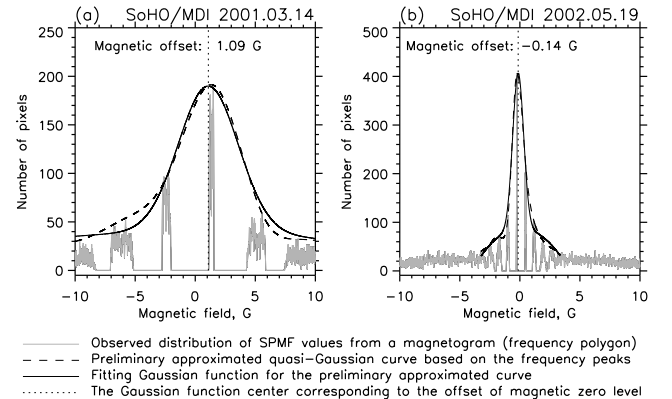 (a) SoHO/MDI 2001.03.14
(b) SoHO/MDI 2002.05.19
250
200
150
100
50
0
Number of pixels
Magnetic offset: 1.09 G
−10 −5 0 5 10
Magnetic field, G
500
400
300
200
100
0
Number of pixels
Magnetic offset: −0.14 G
−10 −5 0 5 10
Magnetic field, G
Observed distribution of SPMF values from a magnetogram (frequency polygon)
Preliminary approximated quasi-Gaussian curve based on the frequency peaks
Fitting Gaussian function for the preliminary approximated curve
The Gaussian function center corresponding to the offset of magnetic zero level